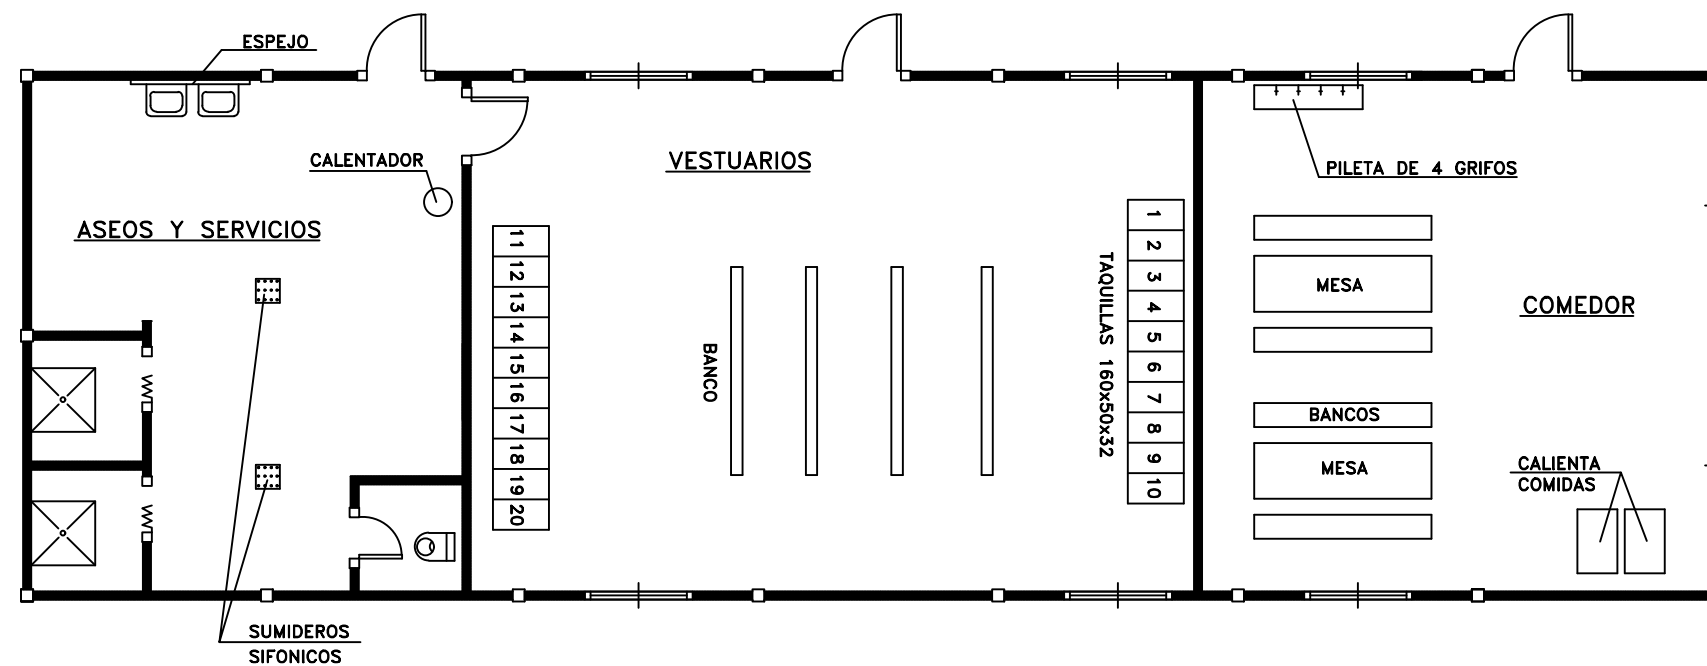 ESPEJO
CALENTADOR
VESTUARIOS
PILETA DE 4 GRIFOS
ASEOS Y SERVICIOS
11
12
13
14
15
16
17
18
19
20
BANCO
TAQUILLAS 160x50x32
1
2
3
4
5
6
7
8
9
10
MESA
COMEDOR
BANCOS
MESA
CALIENTA
COMIDAS
SUMIDEROS
SIFONICOS